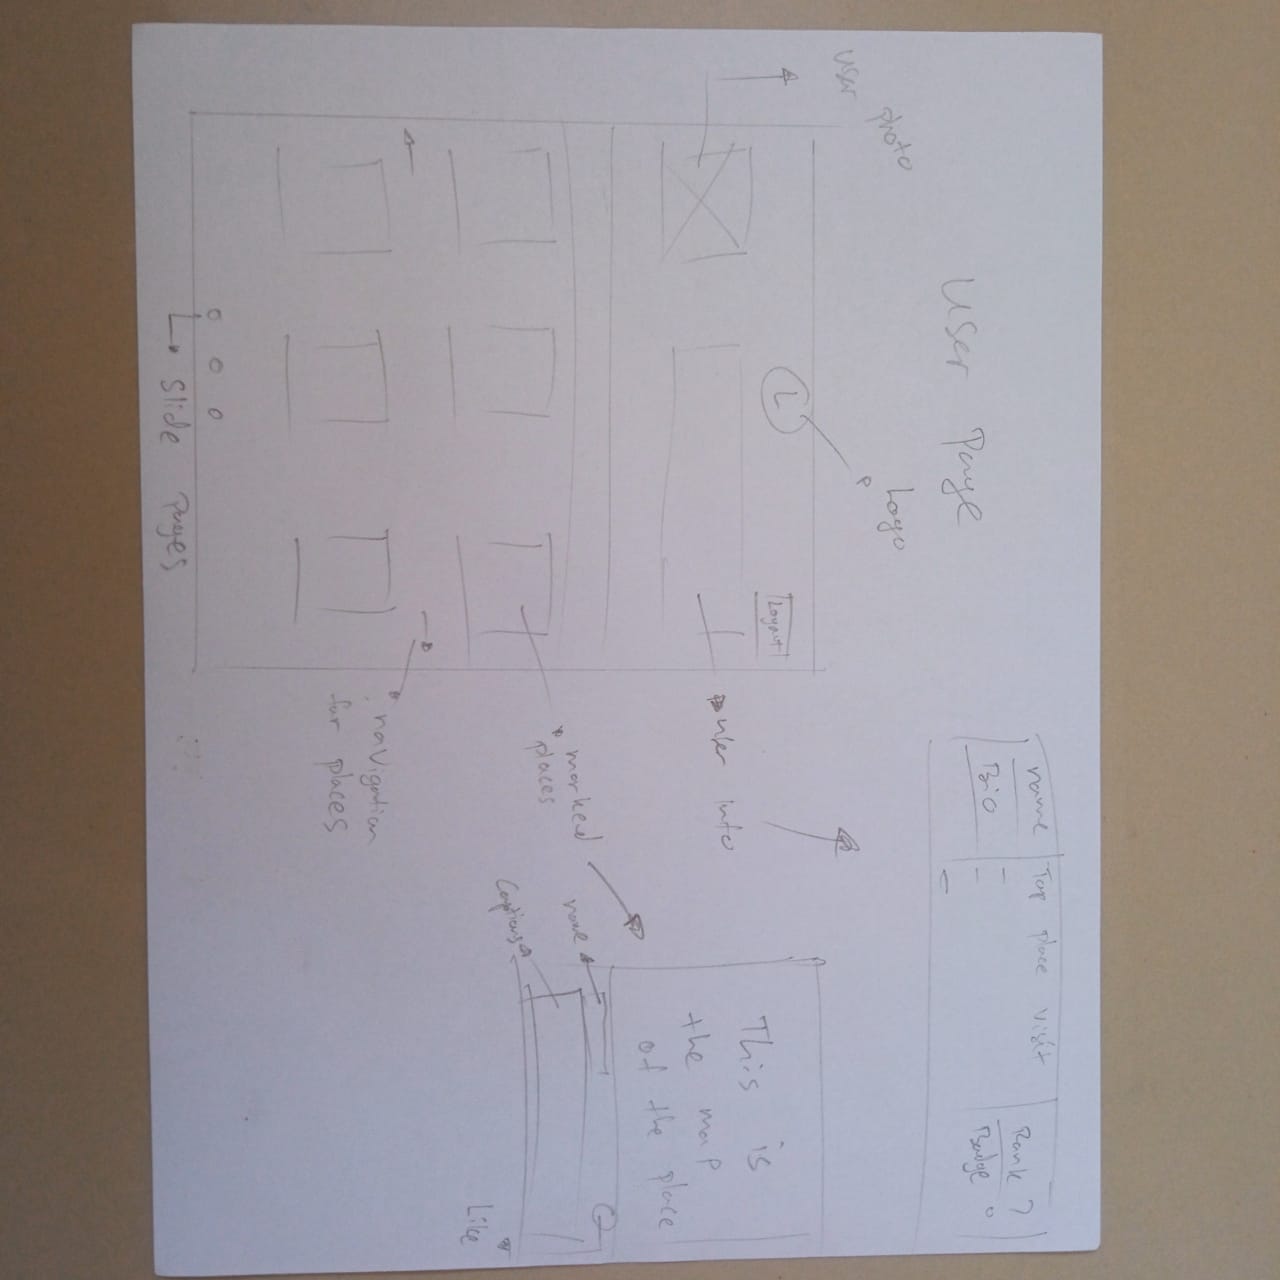 User Page
user photo
Logo
L
Logout
user info
marked
places
navigation
for places
Slide Pages
name
Bio
Top place visit
Rank?
Badge
This is
the map
of the place
name
Captions
Like